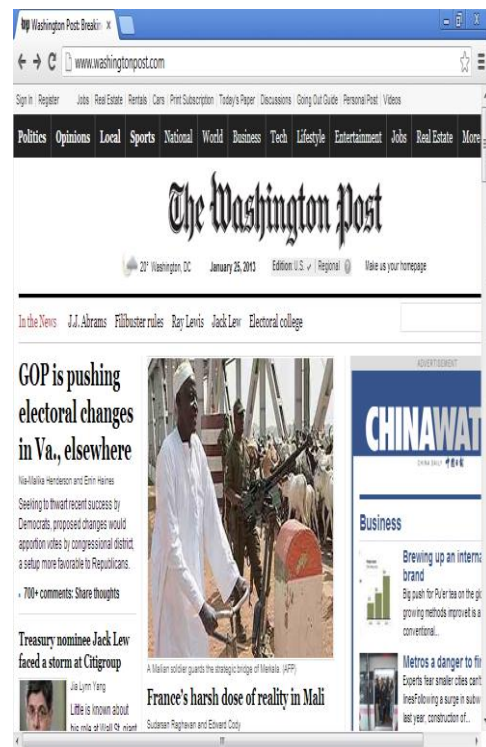 Washington Post: Breakin
www.washingtonpost.com
Sign In Register Jobs Real Estate Rentals Cars Print Subscription Today's Paper Discussions Going Out Guide Personal Post Videos
Politics Opinions Local Sports National World Business Tech Lifestyle Entertainment Jobs Real Estate More
The Washington Post
20° Washington, DC January 25, 2013 Edition: U.S. Regional Make us your homepage
In the News J.J. Abrams Filibuster rules Ray Lewis Jack Lew Electoral college
GOP is pushing
electoral changes
in Va., elsewhere
Nia-Malika Henderson and Errin Haines
Seeking to thwart recent success by
Democrats, proposed changes would
apportion votes by congressional district,
a setup more favorable to Republicans.
700+ comments: Share thoughts
Treasury nominee Jack Lew
faced a storm at Citigroup
Jia Lynn Yang
Little is known about
his role at Wall St. giant
A Malian soldier guards the strategic bridge of Markala. (AFP)
France's harsh dose of reality in Mali
Sudarsan Raghavan and Edward Cody
ADVERTISEMENT
CHINAWAT
CHINA DAILY
Business
Brewing up an interna
brand
Big push for Pu'er tea on the glo
growing methods improve it is a
conventional...
Metros a danger to fin
Experts fear smaller cities can't
linesFollowing a surge in subw
last year, construction of...